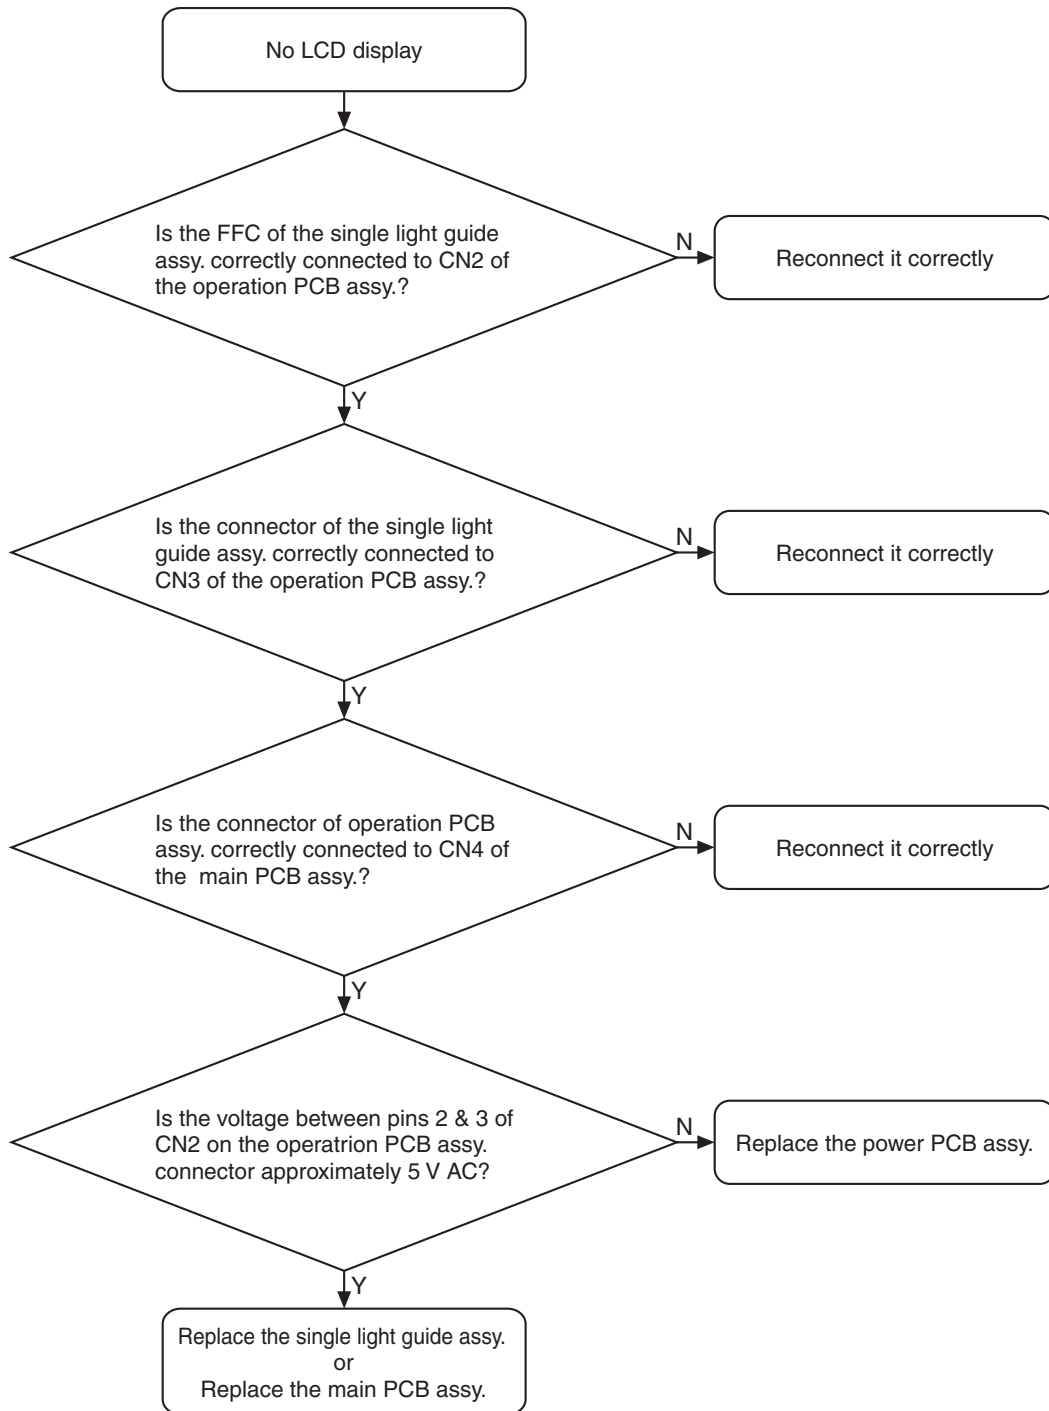 No LCD display
Is the FFC of the single light guide
assy. correctly connected to CN2 of
the operation PCB assy.?
N
Reconnect it correctly
Y
Is the connector of the single light
guide assy. correctly connected to
CN3 of the operation PCB assy.?
N
Reconnect it correctly
Y
Is the connector of operation PCB
assy. correctly connected to CN4 of
the  main PCB assy.?
N
Reconnect it correctly
Y
Is the voltage between pins 2 & 3 of
CN2 on the operatrion PCB assy.
connector approximately 5 V AC?
N
Replace the power PCB assy.
Y
Replace the single light guide assy.
or
Replace the main PCB assy.